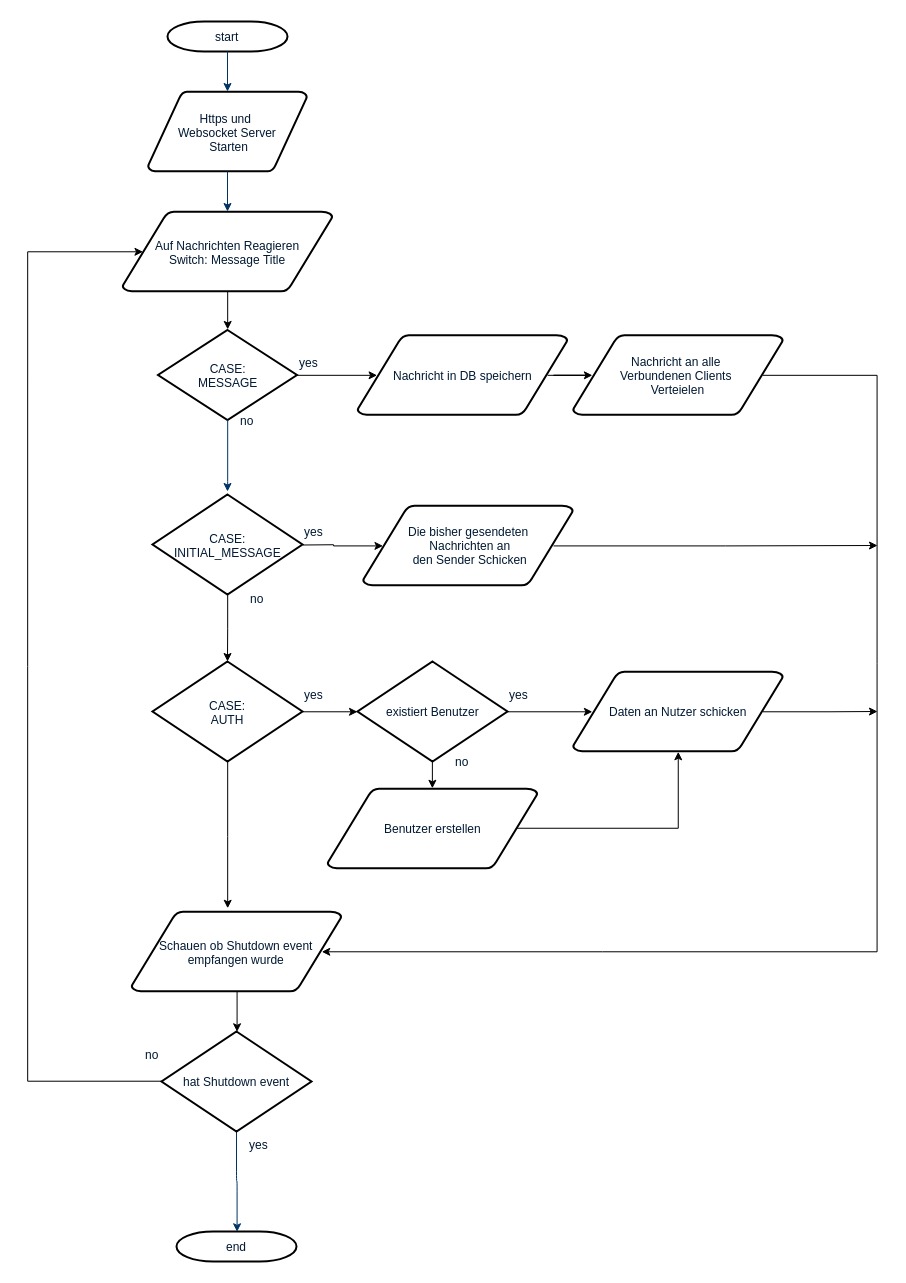 start
Https und
Websocket Server
Starten
Auf Nachrichten Reagieren
Switch: Message Title
CASE:
MESSAGE
yes
no
Nachricht in DB speichern
Nachricht an alle
Verbundenen Clients
Verteielen
CASE:
INITIAL_MESSAGE
yes
no
Die bisher gesendeten
Nachrichten an
den Sender Schicken
CASE:
AUTH
yes
existiert Benutzer
yes
no
Daten an Nutzer schicken
Benutzer erstellen
Schauen ob Shutdown event
empfangen wurde
no
hat Shutdown event
yes
end